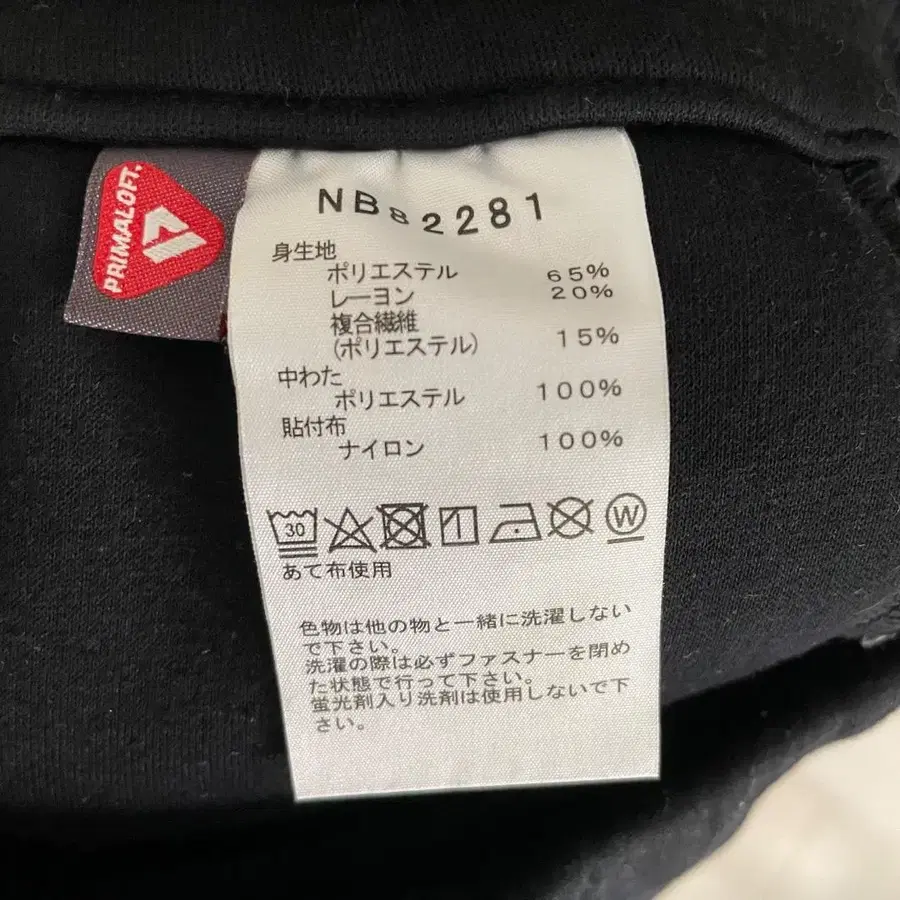 PRIMALOFT.
NB82281
身生地
ポリエステル 65%
レーヨン 20%
複合繊維
(ポリエステル) 15%
中わた
ポリエステル 100%
貼付布
ナイロン 100%
30
W
あて布使用
色物は他の物と一緒に洗濯しない
で下さい。
洗濯の際は必ずファスナーを閉め
た状態で行って下さい。
蛍光剤入り洗剤は使用しないで下
さい。